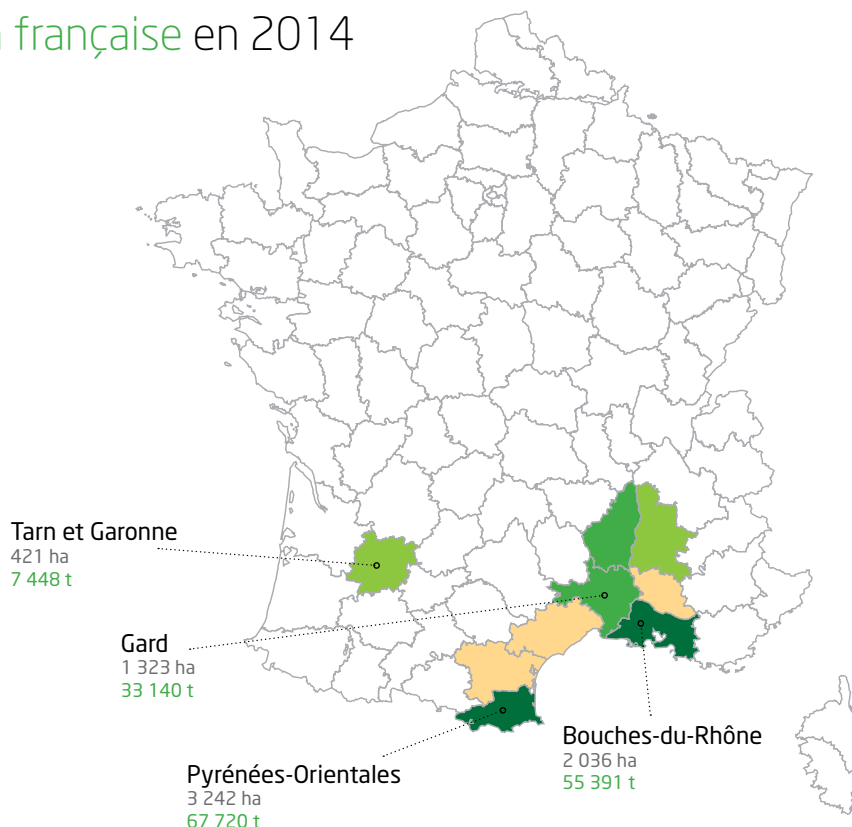 française en 2014
Tarn et Garonne
421 ha
7 448 t
Gard
1 323 ha
33 140 t
Bouches-du-Rhône
2 036 ha
55 391 t
Pyrénées-Orientales
3 242 ha
67 720 t